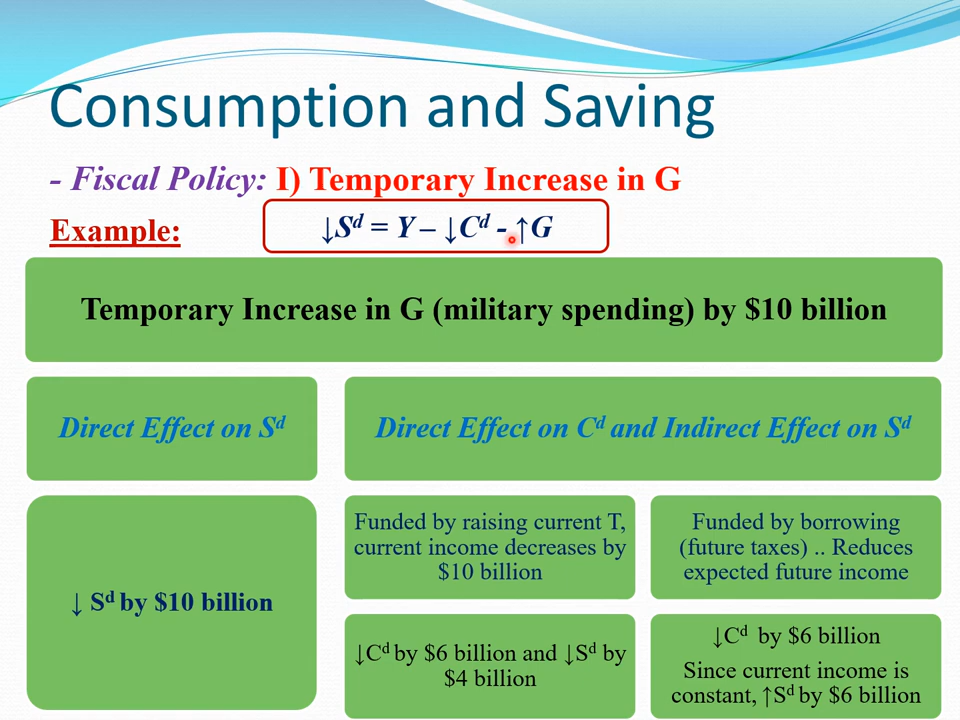 Consumption and Saving
- Fiscal Policy: I) Temporary Increase in G
Example:
↓Sᵈ = Y – ↓Cᵈ - ↑G
Temporary Increase in G (military spending) by $10 billion
Direct Effect on Sᵈ
Direct Effect on Cᵈ and Indirect Effect on Sᵈ
↓ Sᵈ by $10 billion
Funded by raising current T,
current income decreases by
$10 billion
Funded by borrowing
(future taxes) .. Reduces
expected future income
↓Cᵈ by $6 billion and ↓Sᵈ by
$4 billion
↓Cᵈ by $6 billion
Since current income is
constant, ↑Sᵈ by $6 billion